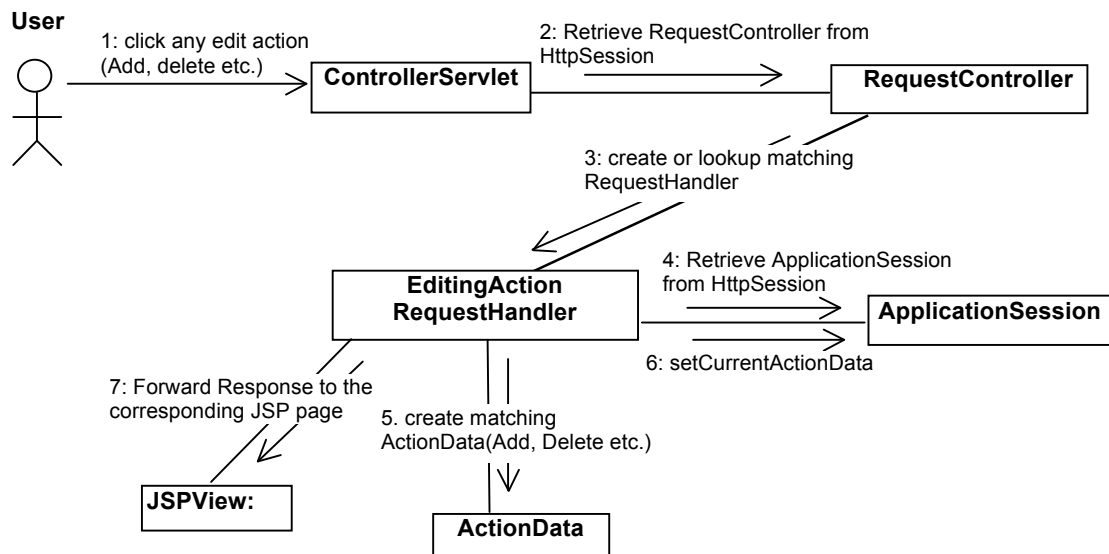 User
1: click any edit action
(Add, delete etc.)
2: Retrieve RequestController from
HttpSession
ControllerServlet
RequestController
3: create or lookup matching
RequestHandler
EditingAction
RequestHandler
4: Retrieve ApplicationSession
from HttpSession
ApplicationSession
6: setCurrentActionData
7: Forward Response to the
corresponding JSP page
5. create matching
ActionData(Add, Delete etc.)
JSPView:
ActionData